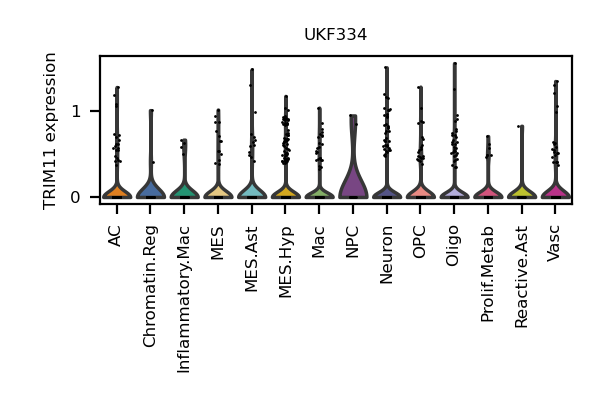 UKF334
TRIM11 expression
1
0
AC
Chromatin.Reg
Inflammatory.Mac
MES
MES.Ast
MES.Hyp
Mac
NPC
Neuron
OPC
Oligo
Prolif.Metab
Reactive.Ast
Vasc